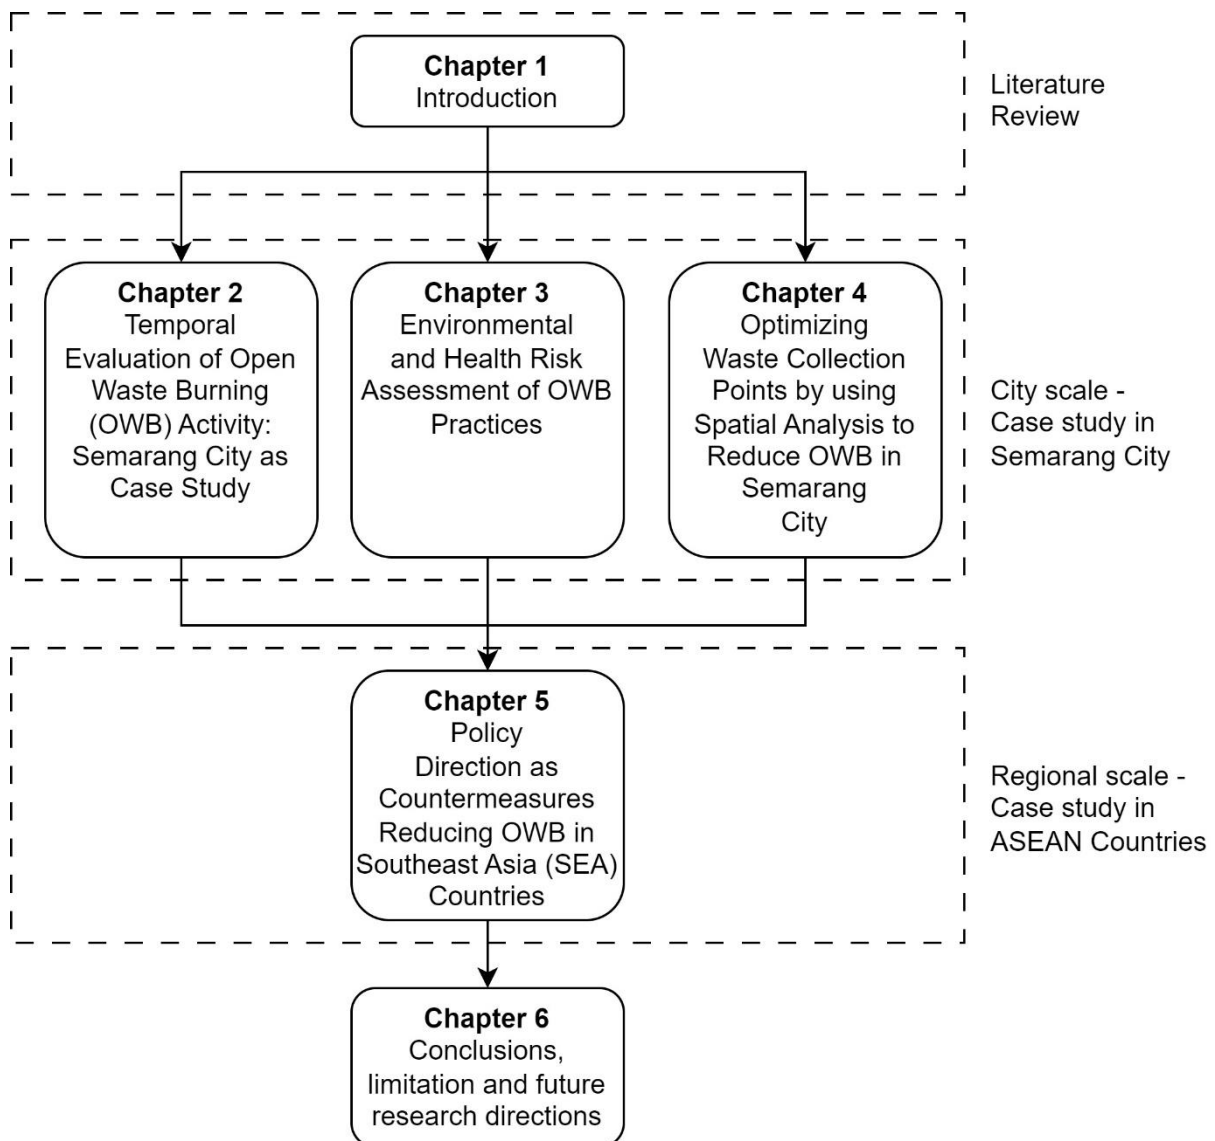 Chapter 1
Introduction
Literature
Review
Chapter 2
Temporal
Evaluation of Open
Waste Burning
(OWB) Activity:
Semarang City as
Case Study
Chapter 3
Environmental
and Health Risk
Assessment of OWB
Practices
Chapter 4
Optimizing
Waste Collection
Points by using
Spatial Analysis to
Reduce OWB in
Semarang
City
City scale -
Case study in
Semarang City
Chapter 5
Policy
Direction as
Countermeasures
Reducing OWB in
Southeast Asia (SEA)
Countries
Regional scale -
Case study in
ASEAN Countries
Chapter 6
Conclusions,
limitation and future
research directions